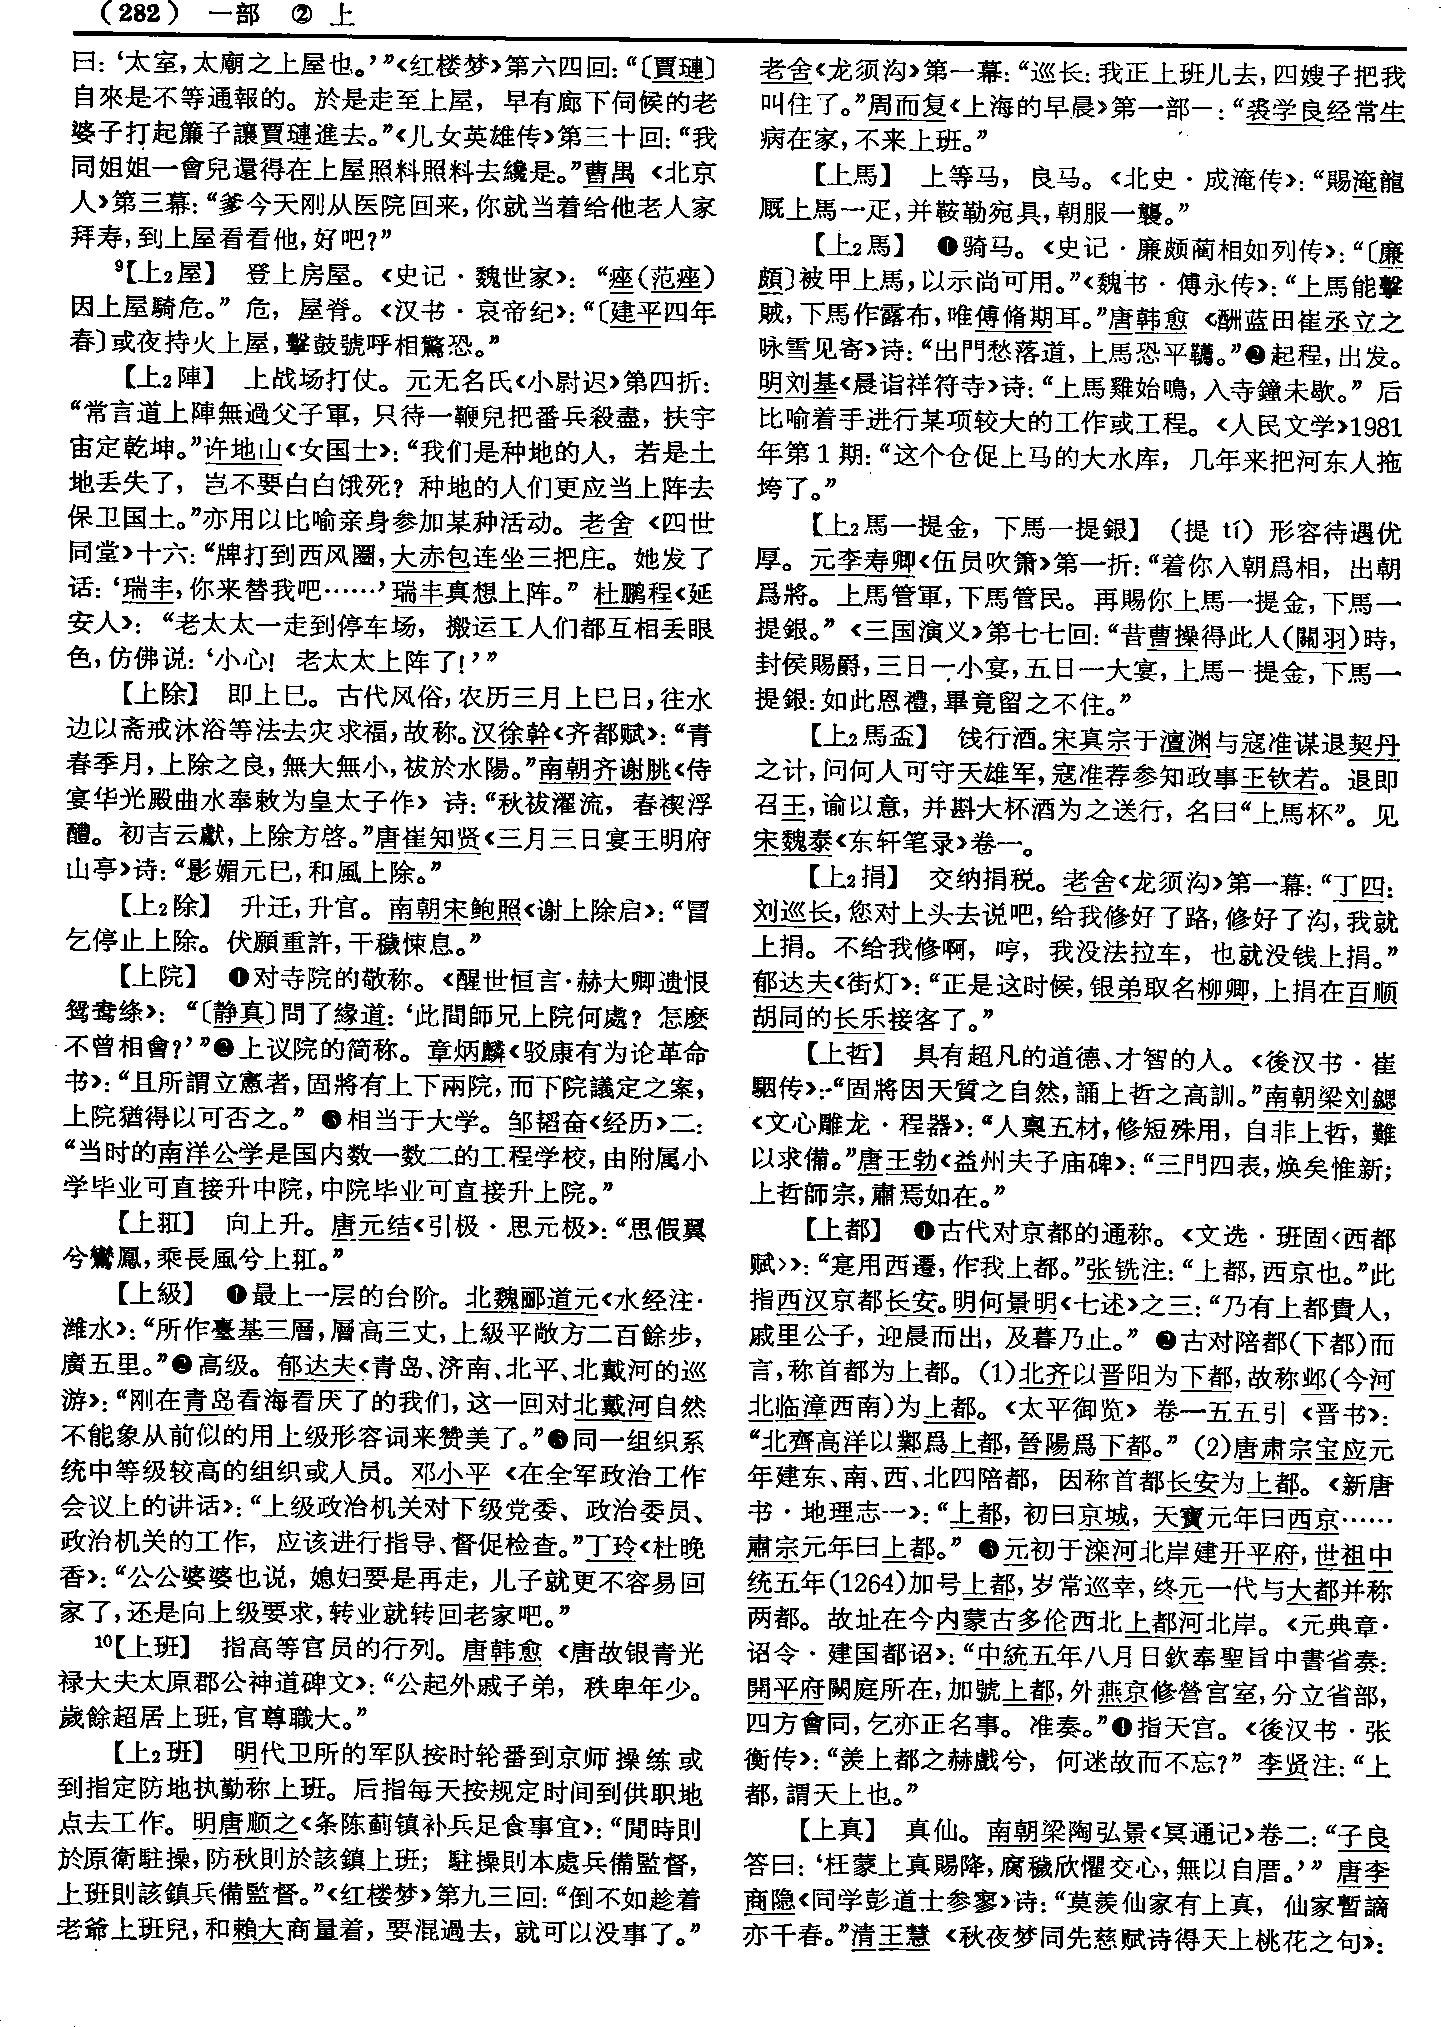 （282） 一部 ② 上
曰：‘太室，太廟之上屋也。’”《红楼梦》第六四回：“〔賈璉〕
自來是不等通報的。於是走至上屋，早有廊下伺候的老
婆子打起簾子讓賈璉進去。”《儿女英雄传》第三十回：“我
同姐姐一會兒還得在上屋照料照料去纔是。”曹禺《北京
人》第三幕：“爹今天刚从医院回来，你就当着给他老人家
拜寿，到上屋看看他，好吧？”
⁹【上₂屋】 登上房屋。《史记·魏世家》：“痤（范痤）
因上屋騎危。”危，屋脊。《汉书·哀帝纪》：“〔建平四年
春〕或夜持火上屋，擊鼓號呼相驚恐。”
【上₂陣】 上战场打仗。元无名氏《小尉迟》第四折：
“常言道上陣無過父子軍，只待一鞭兒把番兵殺盡，扶宇
宙定乾坤。”许地山《女国士》：“我们是种地的人，若是土
地丢失了，岂不要白白饿死？种地的人们更应当上阵去
保卫国土。”亦用以比喻亲身参加某种活动。老舍《四世
同堂》十六：“牌打到西风圈，大赤包连坐三把庄。她发了
话：‘瑞丰，你来替我吧……’瑞丰真想上阵。”杜鹏程《延
安人》：“老太太一走到停车场，搬运工人们都互相丢眼
色，仿佛说：‘小心！老太太上阵了！’”
【上除】 即上巳。古代风俗，农历三月上巳日，往水
边以斋戒沐浴等法去灾求福，故称。汉徐幹《齐都赋》：“青
春季月，上除之良，無大無小，祓於水陽。”南朝齐谢朓《侍
宴华光殿曲水奉敕为皇太子作》诗：“秋祓濯流，春禊浮
醴。初吉云獻，上除方啓。”唐崔知贤《三月三日宴王明府
山亭》诗：“影媚元巳，和風上除。”
【上₂除】 升迁，升官。南朝宋鲍照《谢上除启》：“冒
乞停止上除。伏願重許，干穢悚息。”
【上院】 ❶对寺院的敬称。《醒世恒言·赫大卿遗恨
鸳鸯绦》：“〔静真〕問了緣道：‘此間師兄上院何處？怎麽
不曾相會？’”❷上议院的简称。章炳麟《驳康有为论革命
书》：“且所謂立憲者，固將有上下兩院，而下院議定之案，
上院猶得以可否之。”❸相当于大学。邹韬奋《经历》二：
“当时的南洋公学是国内数一数二的工程学校，由附属小
学毕业可直接升中院，中院毕业可直接升上院。”
【上羾】 向上升。唐元结《引极·思元极》：“思假翼
兮鸞鳳，乘長風兮上羾。”
【上級】 ❶最上一层的台阶。北魏郦道元《水经注·
潍水》：“所作臺基三層，層高三丈，上級平敞方二百餘步，
廣五里。”❷高级。郁达夫《青岛、济南、北平、北戴河的巡
游》：“刚在青岛看海看厌了的我们，这一回对北戴河自然
不能象从前似的用上级形容词来赞美了。”❸同一组织系
统中等级较高的组织或人员。邓小平《在全军政治工作
会议上的讲话》：“上级政治机关对下级党委、政治委员、
政治机关的工作，应该进行指导、督促检查。”丁玲《杜晚
香》：“公公婆婆也说，媳妇要是再走，儿子就更不容易回
家了，还是向上级要求，转业就转回老家吧。”
¹⁰【上班】 指高等官员的行列。唐韩愈《唐故银青光
禄大夫太原郡公神道碑文》：“公起外戚子弟，秩卑年少。
歲餘超居上班，官尊職大。”
【上₂班】 明代卫所的军队按时轮番到京师操练或
到指定防地执勤称上班。后指每天按规定时间到供职地
点去工作。明唐顺之《条陈蓟镇补兵足食事宜》：“閒時則
於原衛駐操，防秋則於該鎮上班；駐操則本處兵備監督，
上班則該鎮兵備監督。”《红楼梦》第九三回：“倒不如趁着
老爺上班兒，和賴大商量着，要混過去，就可以没事了。”
老舍《龙须沟》第一幕：“巡长：我正上班儿去，四嫂子把我
叫住了。”周而复《上海的早晨》第一部一：“裘学良经常生
病在家，不来上班。”
【上馬】 上等马，良马。《北史·成淹传》：“賜淹龍
厩上馬一疋，并鞍勒宛具，朝服一襲。”
【上₂馬】 ❶骑马。《史记·廉颇蔺相如列传》：“〔廉
頗〕被甲上馬，以示尚可用。”《魏书·傅永传》：“上馬能擊
賊，下馬作露布，唯傅脩期耳。”唐韩愈《酬蓝田崔丞立之
咏雪见寄》诗：“出門愁落道，上馬恐平韉。”❷起程，出发。
明刘基《晨诣祥符寺》诗：“上馬雞始鳴，入寺鐘未歇。”后
比喻着手进行某项较大的工作或工程。《人民文学》1981
年第1期：“这个仓促上马的大水库，几年来把河东人拖
垮了。”
【上₂馬一提金，下馬一提銀】 （提 tí）形容待遇优
厚。元李寿卿《伍员吹箫》第一折：“着你入朝爲相，出朝
爲將。上馬管軍，下馬管民。再賜你上馬一提金，下馬一
提銀。”《三国演义》第七七回：“昔曹操得此人（關羽）時，
封侯賜爵，三日一小宴，五日一大宴，上馬一提金，下馬一
提銀：如此恩禮，畢竟留之不住。”
【上₂馬盃】 饯行酒。宋真宗于澶渊与寇准谋退契丹
之计，问何人可守天雄军，寇准荐参知政事王钦若。退即
召王，谕以意，并斟大杯酒为之送行，名曰“上馬杯”。见
宋魏泰《东轩笔录》卷一。
【上₂捐】 交纳捐税。老舍《龙须沟》第一幕：“丁四：
刘巡长，您对上头去说吧，给我修好了路，修好了沟，我就
上捐。不给我修啊，哼，我没法拉车，也就没钱上捐。”
郁达夫《街灯》：“正是这时候，银弟取名柳卿，上捐在百顺
胡同的长乐接客了。”
【上哲】 具有超凡的道德、才智的人。《後汉书·崔
駰传》：“固將因天質之自然，誦上哲之高訓。”南朝梁刘勰
《文心雕龙·程器》：“人稟五材，修短殊用，自非上哲，難
以求備。”唐王勃《益州夫子庙碑》：“三門四表，焕矣惟新；
上哲師宗，肅焉如在。”
【上都】 ❶古代对京都的通称。《文选·班固〈西都
赋〉》：“寔用西遷，作我上都。”张铣注：“上都，西京也。”此
指西汉京都长安。明何景明《七述》之三：“乃有上都貴人，
戚里公子，迎晨而出，及暮乃止。”❷古对陪都（下都）而
言，称首都为上都。(1)北齐以晋阳为下都，故称邺（今河
北临漳西南）为上都。《太平御览》卷一五五引《晋书》：
“北齊高洋以鄴爲上都，晉陽爲下都。”(2)唐肃宗宝应元
年建东、南、西、北四陪都，因称首都长安为上都。《新唐
书·地理志一》：“上都，初曰京城，天寶元年曰西京……
肅宗元年曰上都。”❸元初于滦河北岸建开平府，世祖中
统五年（1264）加号上都，岁常巡幸，终元一代与大都并称
两都。故址在今内蒙古多伦西北上都河北岸。《元典章·
诏令·建国都诏》：“中統五年八月日欽奉聖旨中書省奏：
開平府闕庭所在，加號上都，外燕京修營宫室，分立省部，
四方會同，乞亦正名事。准奏。”❹指天宫。《後汉书·张
衡传》：“羨上都之赫戲兮，何迷故而不忘？”李贤注：“上
都，謂天上也。”
【上真】 真仙。南朝梁陶弘景《冥通记》卷二：“子良
答曰：‘枉蒙上真賜降，腐穢欣懼交心，無以自厝。’”唐李
商隐《同学彭道士参寥》诗：“莫羨仙家有上真，仙家暫謫
亦千春。”清王慧《秋夜梦同先慈赋诗得天上桃花之句》：